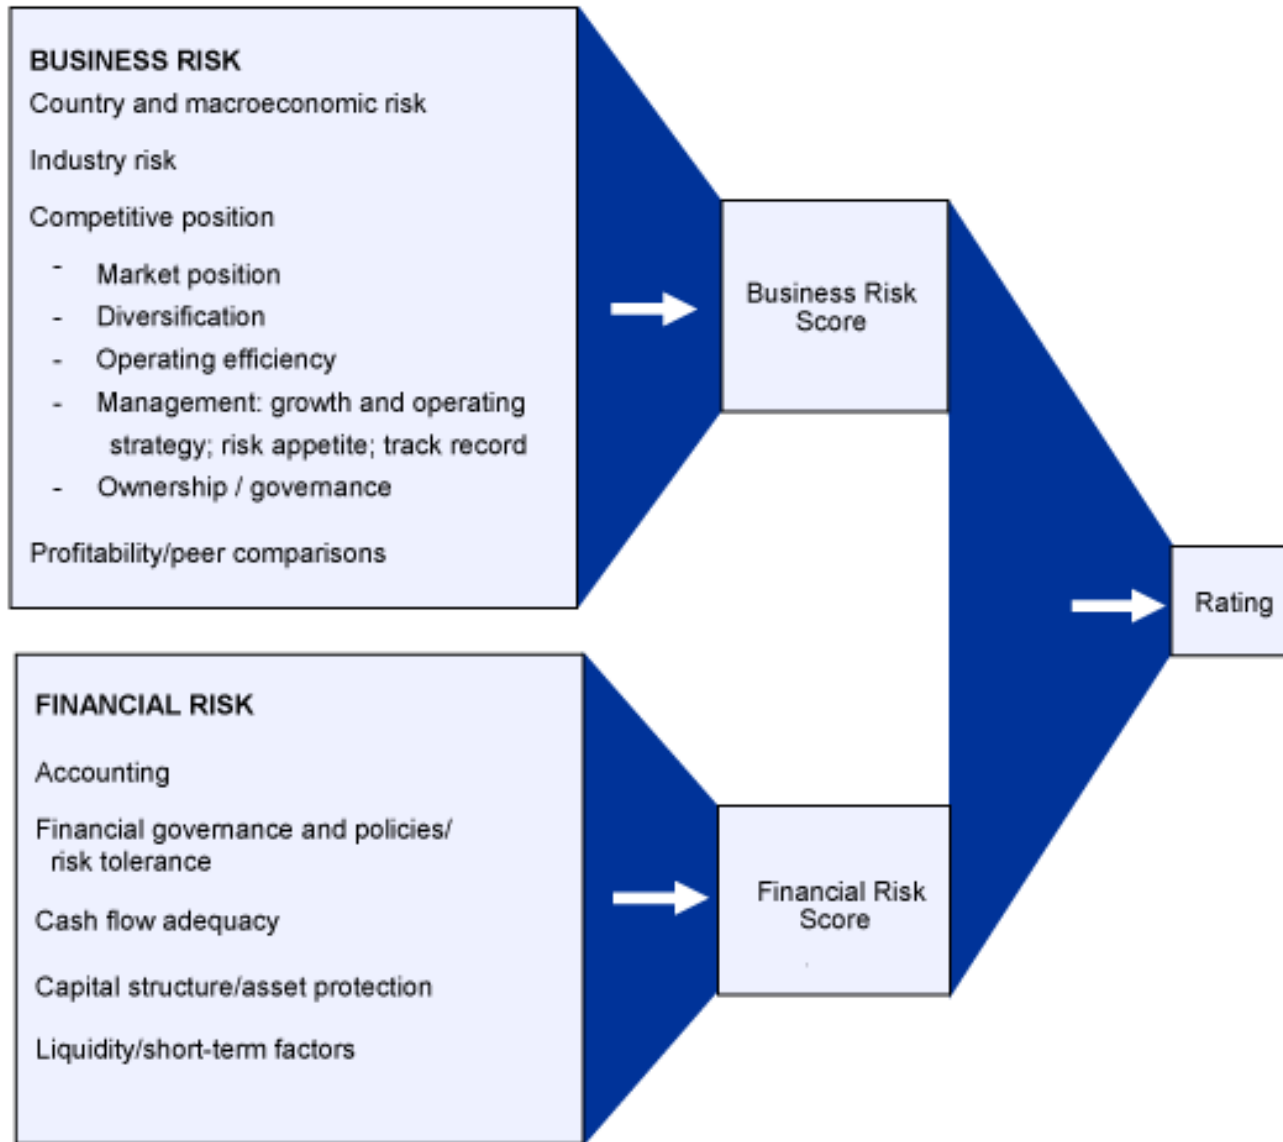 BUSINESS RISK
Country and macroeconomic risk
Industry risk
Competitive position
- Market position
- Diversification
- Operating efficiency
- Management: growth and operating
strategy; risk appetite; track record
- Ownership / governance
Profitability/peer comparisons
Business Risk
Score
FINANCIAL RISK
Accounting
Financial governance and policies/
risk tolerance
Cash flow adequacy
Capital structure/asset protection
Liquidity/short-term factors
Financial Risk
Score
Rating